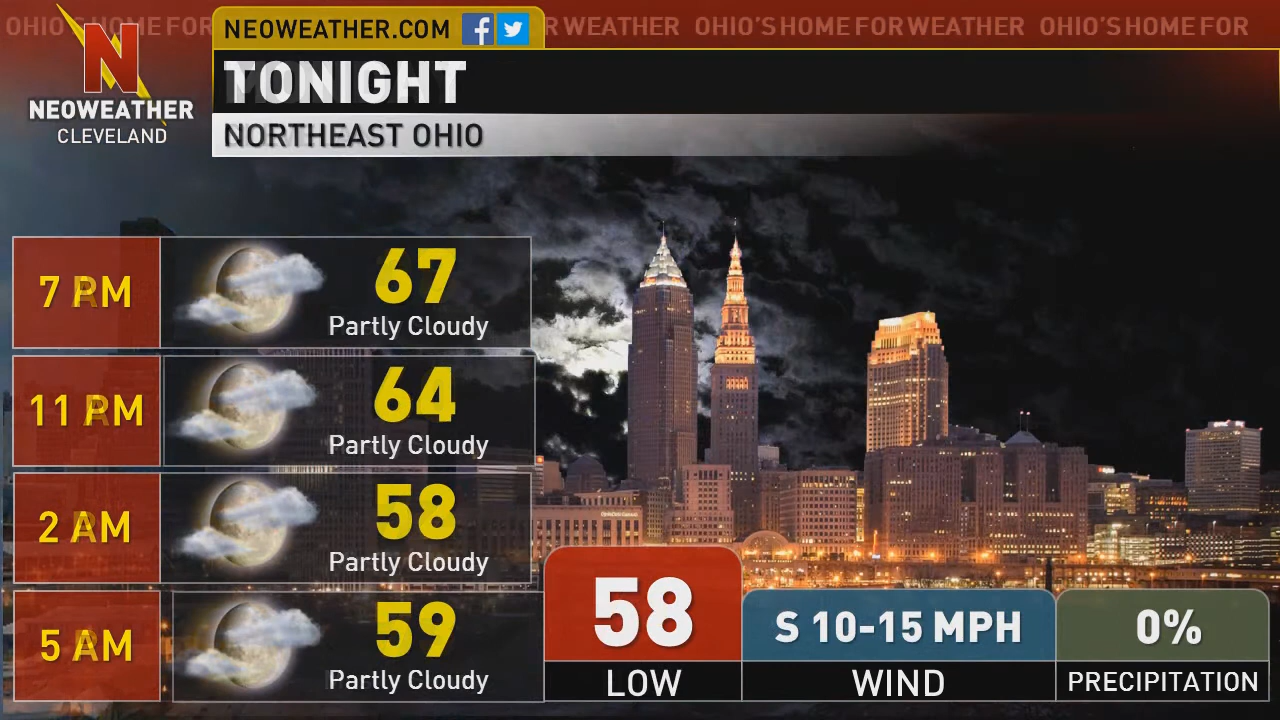 OHIO'S HOME FOR WEATHER OHIO'S HOME FOR WEATHER OHIO'S HOME FOR
NEOWEATHER.COM
N
NEOWEATHER
CLEVELAND
TONIGHT
NORTHEAST OHIO
7 PM
67
Partly Cloudy
11 PM
64
Partly Cloudy
2 AM
58
Partly Cloudy
5 AM
59
Partly Cloudy
58
LOW
S 10-15 MPH
WIND
0%
PRECIPITATION